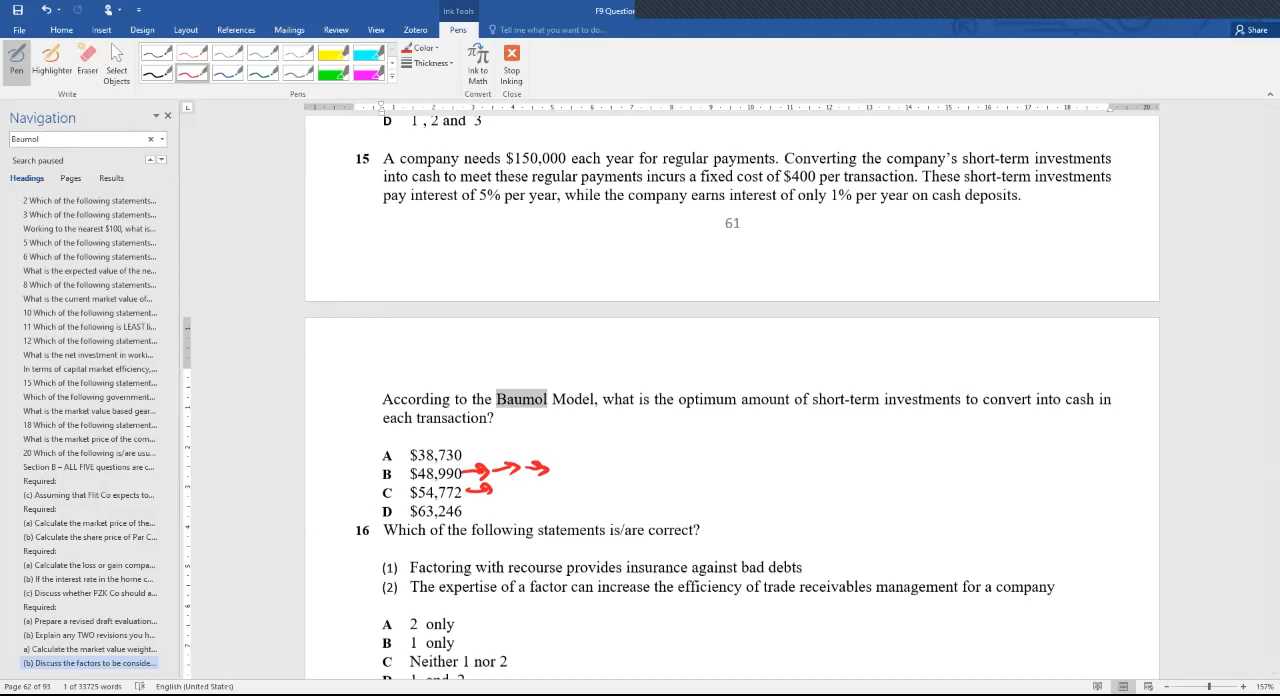 Ink Tools
F9 Question
File
Home
Insert
Design
Layout
References
Mailings
Review
View
Zotero
Pens
Tell me what you want to do...
Share
Pen
Highlighter
Eraser
Select Objects
Color
Thickness
Ink to Math
Stop Inking
Write
Pens
Convert
Close
Navigation
Baumol
Search paused
Headings Pages Results
2 Which of the following statements...
3 Which of the following statements...
Working to the nearest $100, what is...
5 Which of the following statements...
6 Which of the following statements...
What is the expected value of the ne...
8 Which of the following statements...
What is the current market value of...
10 Which of the following statement...
11 Which of the following is LEAST li...
12 Which of the following statement...
What is the net investment in worki...
In terms of capital market efficiency,...
15 Which of the following statement...
Which of the following government...
What is the market value based gear...
18 Which of the following statement...
What is the market price of the com...
20 Which of the following is/are usu...
Section B – ALL FIVE questions are c...
Required:
(c) Assuming that Flit Co expects to...
Required:
(a) Calculate the market price of the...
(b) Calculate the share price of Par C...
Required:
(a) Calculate the loss or gain compa...
(b) If the interest rate in the home c...
(c) Discuss whether PZK Co should a...
Required:
(a) Prepare a revised draft evaluation...
(b) Explain any TWO revisions you h...
a) Calculate the market value weight...
(b) Discuss the factors to be conside...
D 1 , 2 and 3
15 A company needs $150,000 each year for regular payments. Converting the company's short-term investments
into cash to meet these regular payments incurs a fixed cost of $400 per transaction. These short-term investments
pay interest of 5% per year, while the company earns interest of only 1% per year on cash deposits.
61
According to the Baumol Model, what is the optimum amount of short-term investments to convert into cash in
each transaction?
A $38,730
B $48,990
C $54,772
D $63,246
16 Which of the following statements is/are correct?
(1) Factoring with recourse provides insurance against bad debts
(2) The expertise of a factor can increase the efficiency of trade receivables management for a company
A 2 only
B 1 only
C Neither 1 nor 2
D 1 and 2
Page 62 of 93 1 of 33725 words English (United States)
157%